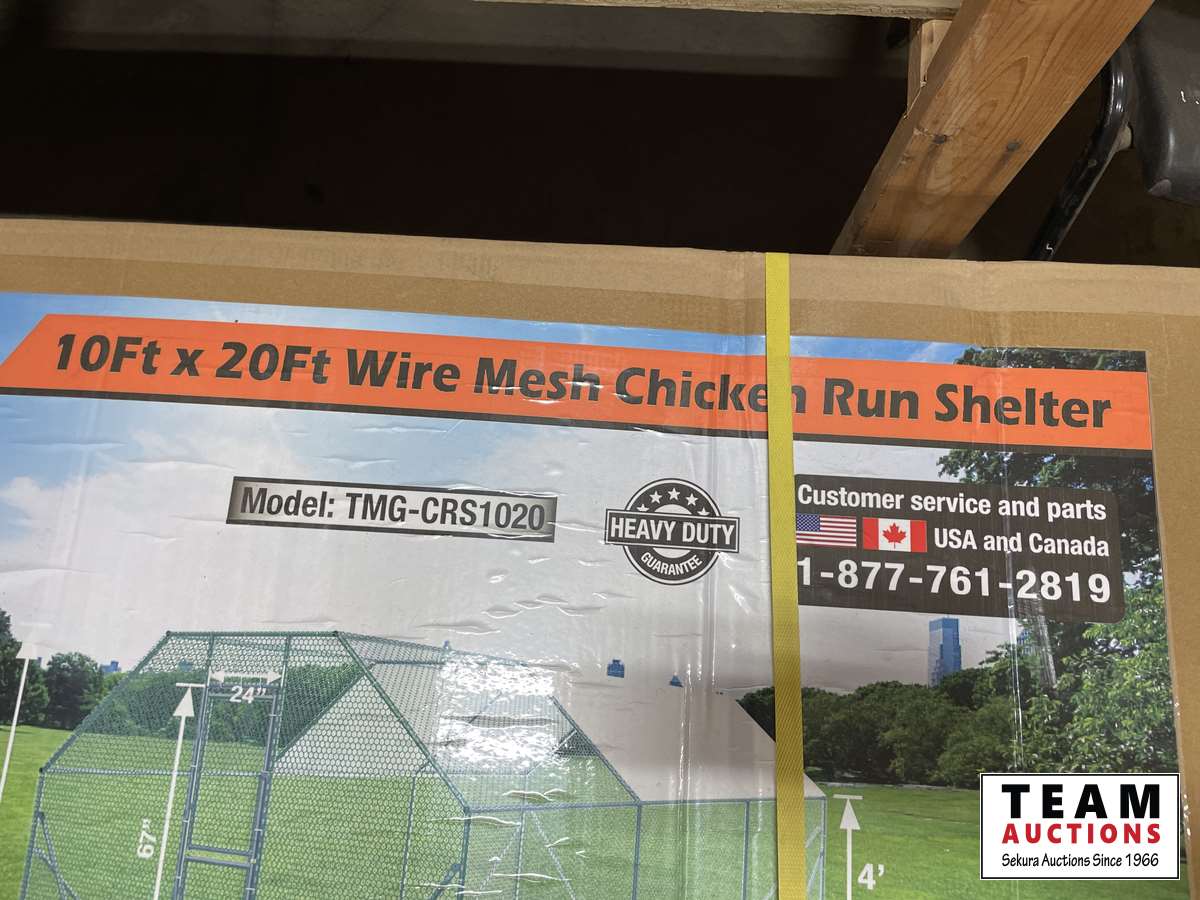 10Ft x 20Ft Wire Mesh Chicken Run Shelter
Model: TMG-CRS1020
HEAVY DUTY
GUARANTEE
Customer service and parts
USA and Canada
1-877-761-2819
24"
67"
4'
TEAM
AUCTIONS
Sekura Auctions Since 1966